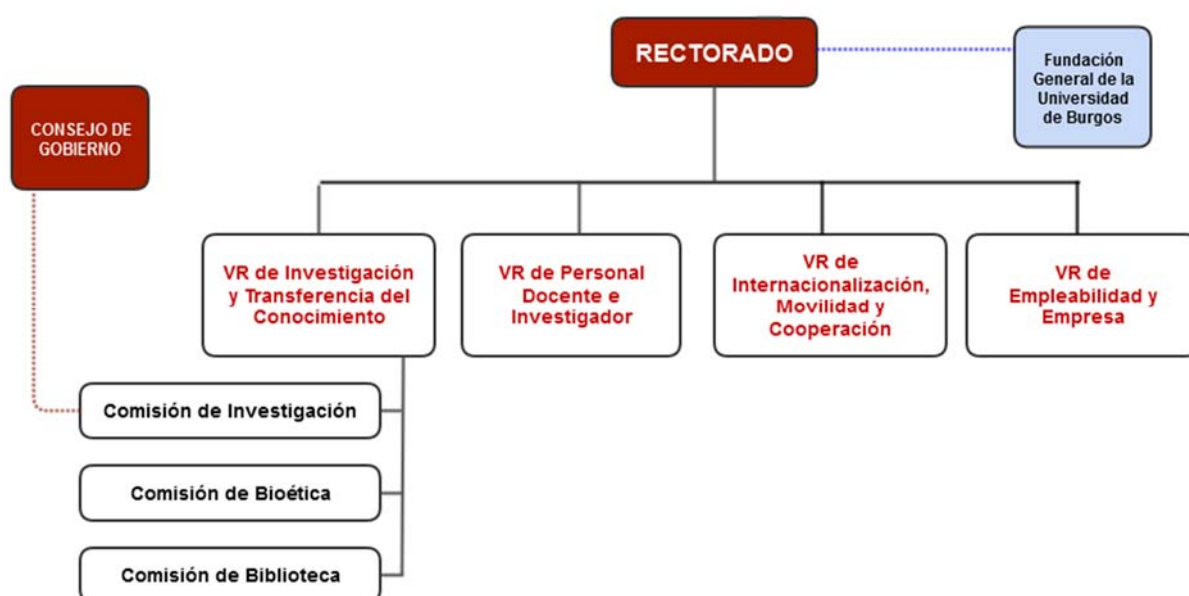 RECTORADO
Fundación
General de la
Universidad
de Burgos
CONSEJO DE
GOBIERNO
VR de Investigación
y Transferencia del
Conocimiento
VR de Personal
Docente e
Investigador
VR de
Internacionalización,
Movilidad y
Cooperación
VR de
Empleabilidad y
Empresa
Comisión de Investigación
Comisión de Bioética
Comisión de Biblioteca